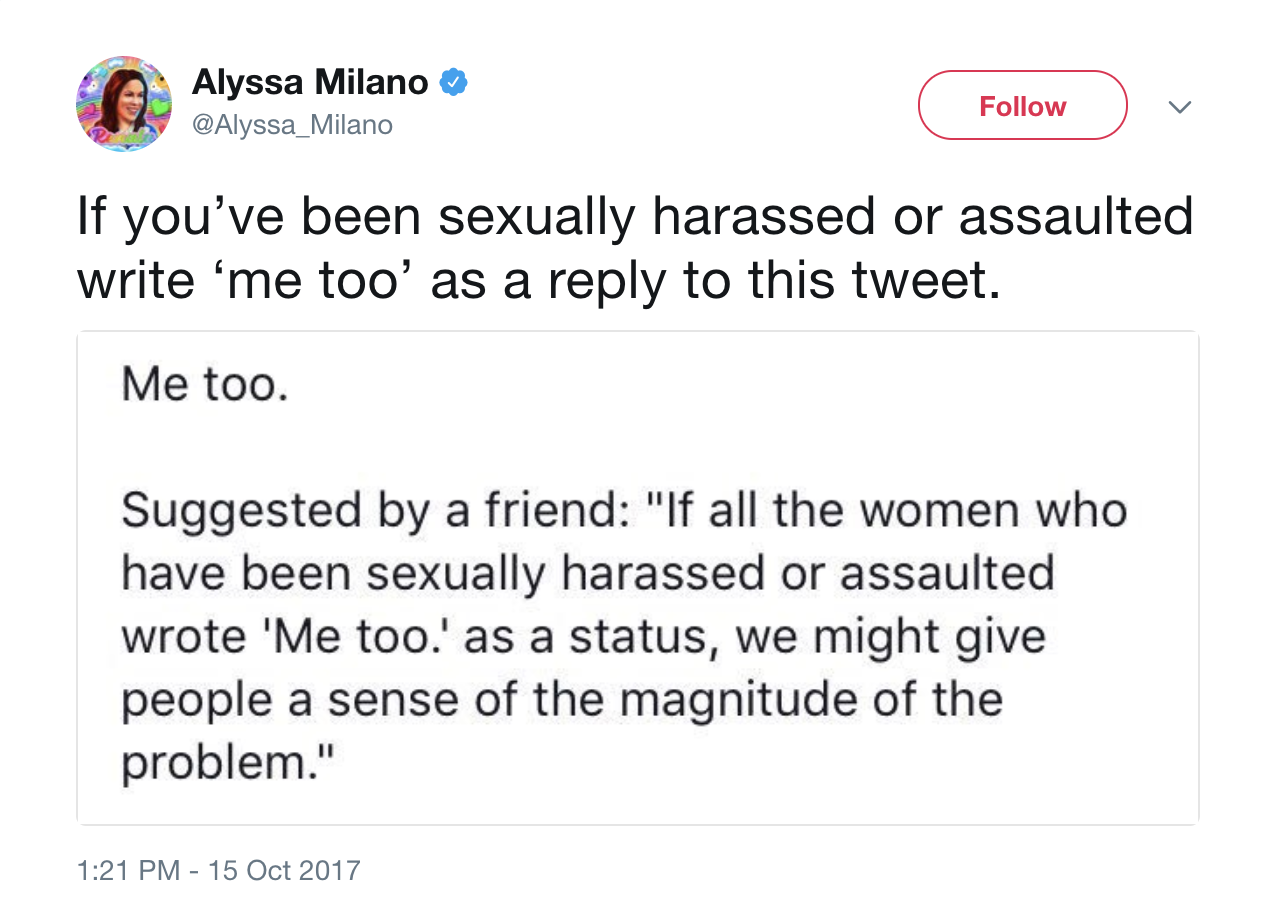 Alyssa Milano
@Alyssa_Milano
Follow
If you’ve been sexually harassed or assaulted
write ‘me too’ as a reply to this tweet.
Me too.
Suggested by a friend: "If all the women who
have been sexually harassed or assaulted
wrote 'Me too.' as a status, we might give
people a sense of the magnitude of the
problem."
1:21 PM - 15 Oct 2017